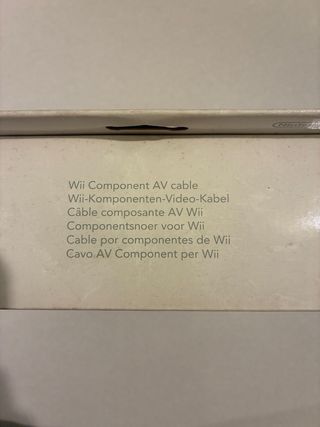 Wii Component AV cable
Wii-Komponenten-Video-Kabel
Câble composante AV Wii
Componentsnoer voor Wii
Cable por componentes de Wii
Cavo AV Component per Wii